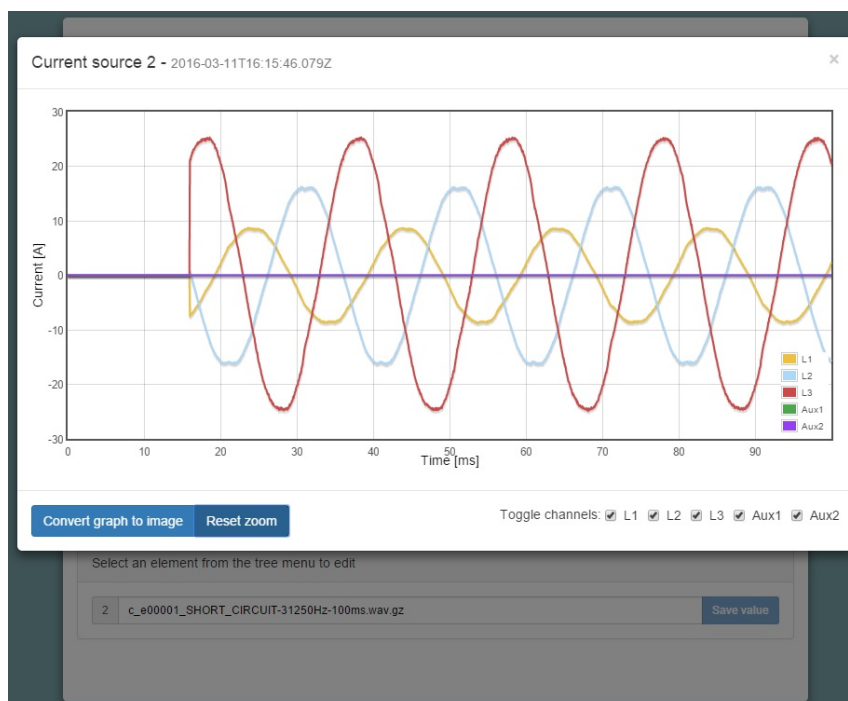 Current source 2 - 2016-03-11T16:15:46.079Z ×
30
20
10
0
-10
-20
-30
Current [A]
0 10 20 30 40 50 60 70 80 90
Time [ms]
L1
L2
L3
Aux1
Aux2
Convert graph to image Reset zoom Toggle channels: L1 L2 L3 Aux1 Aux2
Select an element from the tree menu to edit
2 c_e00001_SHORT_CIRCUIT-31250Hz-100ms.wav.gz Save value